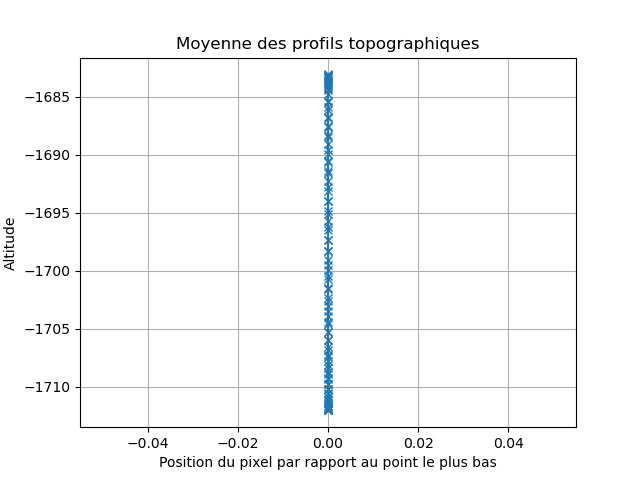 Moyenne des profils topographiques
Altitude
−1685
−1690
−1695
−1700
−1705
−1710
−0.04 −0.02 0.00 0.02 0.04
Position du pixel par rapport au point le plus bas